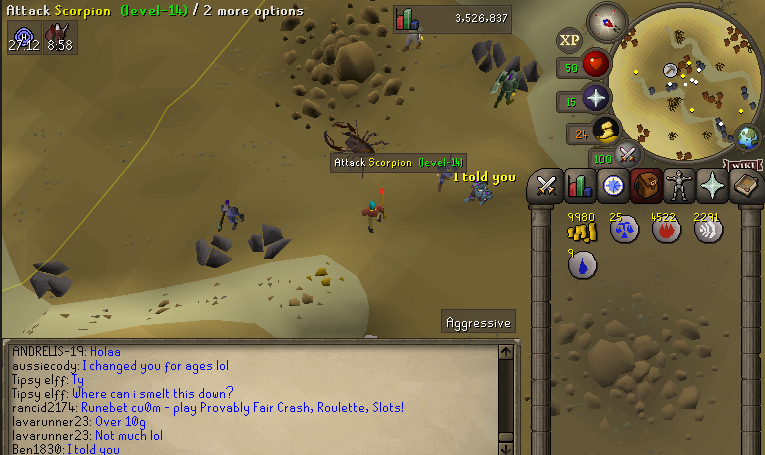 Attack Scorpion (level-14) / 2 more options
3,526,837
27:12 8:58
XP
50
15
24
100
WIKI
Attack Scorpion (level-14)
I told you
9980 25 4522 2291
9
Aggressive
ANDRELIS-19: Holaa
aussiecody: I changed you for ages lol
Tipsy elff: Ty
Tipsy elff: Where can i smelt this down?
rancid2174: Runebet cu0m - play Provably Fair Crash, Roulette, Slots!
lavarunner23: Over 10g
lavarunner23: Not much lol
Ben1830: I told you